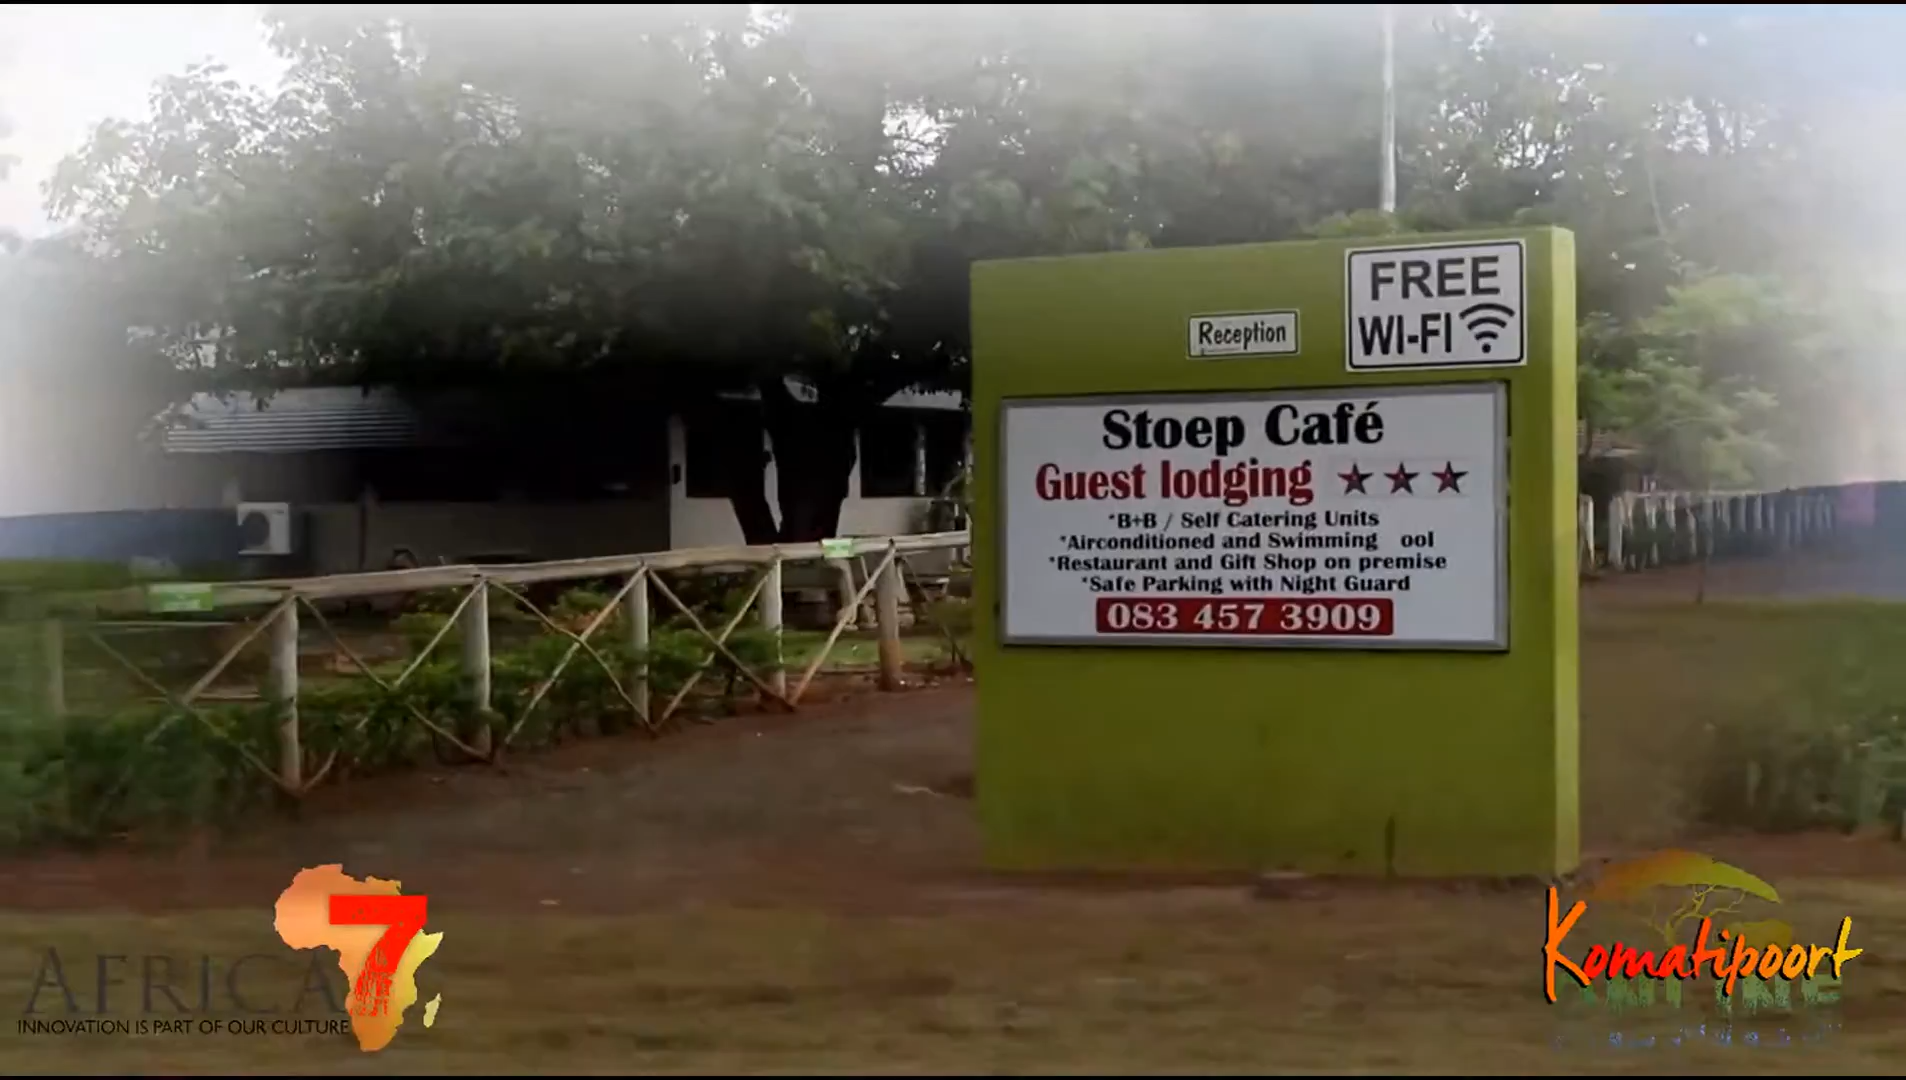 FREE
WI-FI
Reception
Stoep Café
Guest lodging
*B+B / Self Catering Units
*Airconditioned and Swimming ool
*Restaurant and Gift Shop on premise
*Safe Parking with Night Guard
083 457 3909
AFRICA 7
INNOVATION IS PART OF OUR CULTURE
Komatipoort